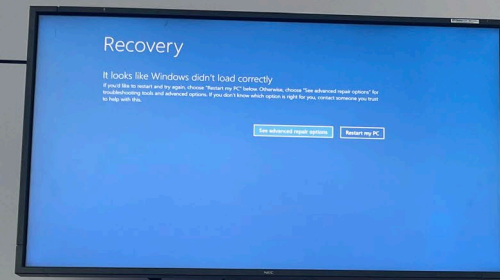 Recovery
It looks like Windows didn't load correctly
If you'd like to restart and try again, choose "Restart my PC" below. Otherwise, choose "See advanced repair options" for
troubleshooting tools and advanced options. If you don't know which option is right for you, contact someone you trust
to help with this.
See advanced repair options
Restart my PC
NEC